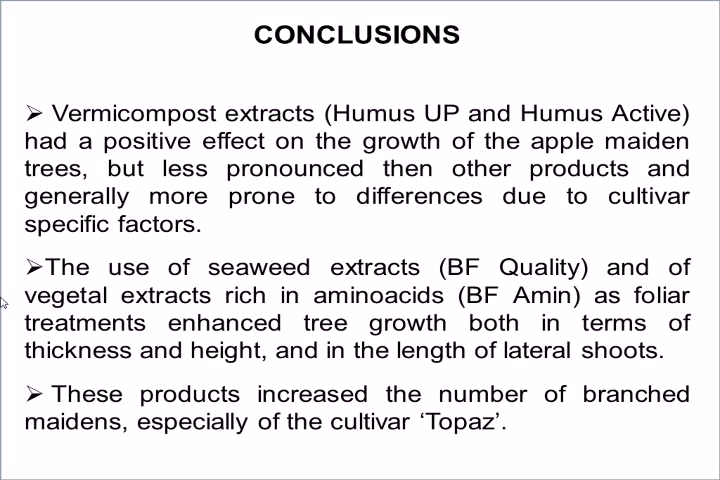 CONCLUSIONS
➢ Vermicompost extracts (Humus UP and Humus Active)
had a positive effect on the growth of the apple maiden
trees, but less pronounced then other products and
generally more prone to differences due to cultivar
specific factors.
➢The use of seaweed extracts (BF Quality) and of
vegetal extracts rich in aminoacids (BF Amin) as foliar
treatments enhanced tree growth both in terms of
thickness and height, and in the length of lateral shoots.
➢ These products increased the number of branched
maidens, especially of the cultivar ‘Topaz’.